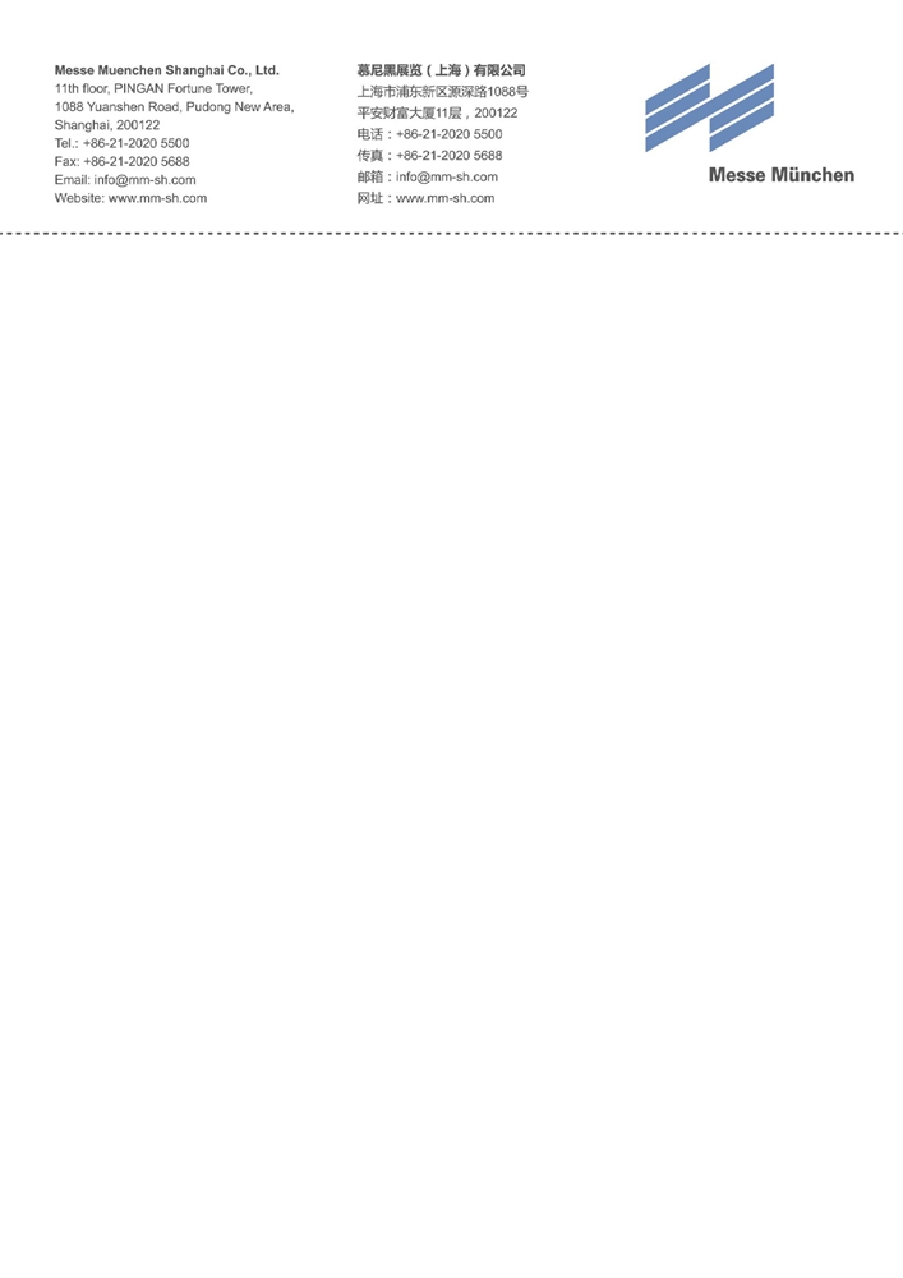 Messe Muenchen Shanghai Co., Ltd.
11th floor, PINGAN Fortune Tower,
1088 Yuanshen Road, Pudong New Area,
Shanghai, 200122
Tel.: +86-21-2020 5500
Fax: +86-21-2020 5688
Email: info@mm-sh.com
Website: www.mm-sh.com
慕尼黑展览（上海）有限公司
上海市浦东新区源深路1088号
平安财富大厦11层，200122
电话：+86-21-2020 5500
传真：+86-21-2020 5688
邮箱：info@mm-sh.com
网址：www.mm-sh.com
Messe München